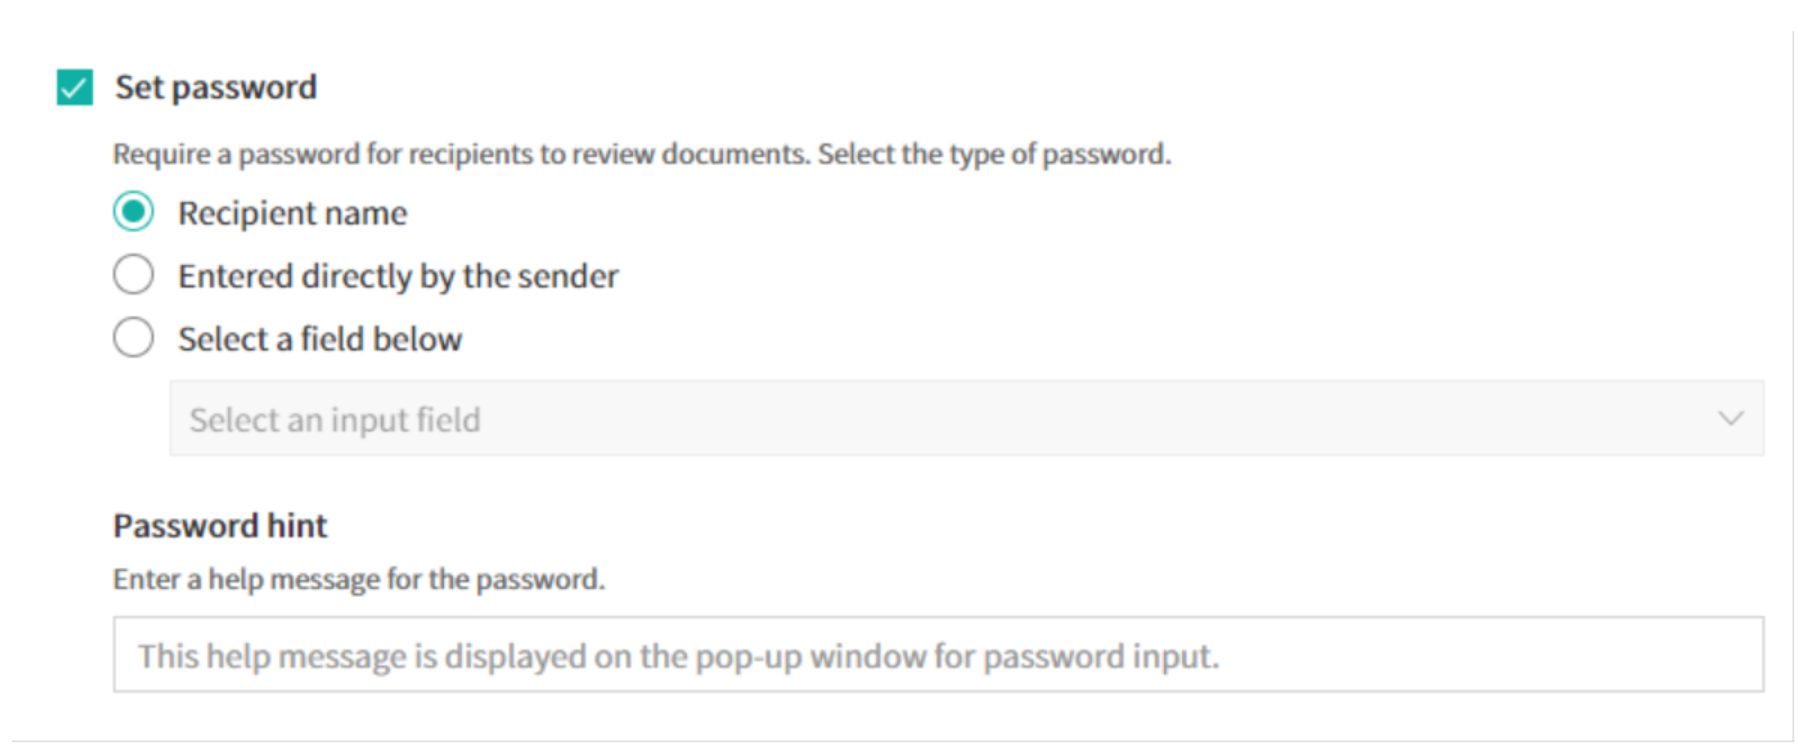 Set password
Require a password for recipients to review documents. Select the type of password.
Recipient name
Entered directly by the sender
Select a field below
Select an input field
Password hint
Enter a help message for the password.
This help message is displayed on the pop-up window for password input.